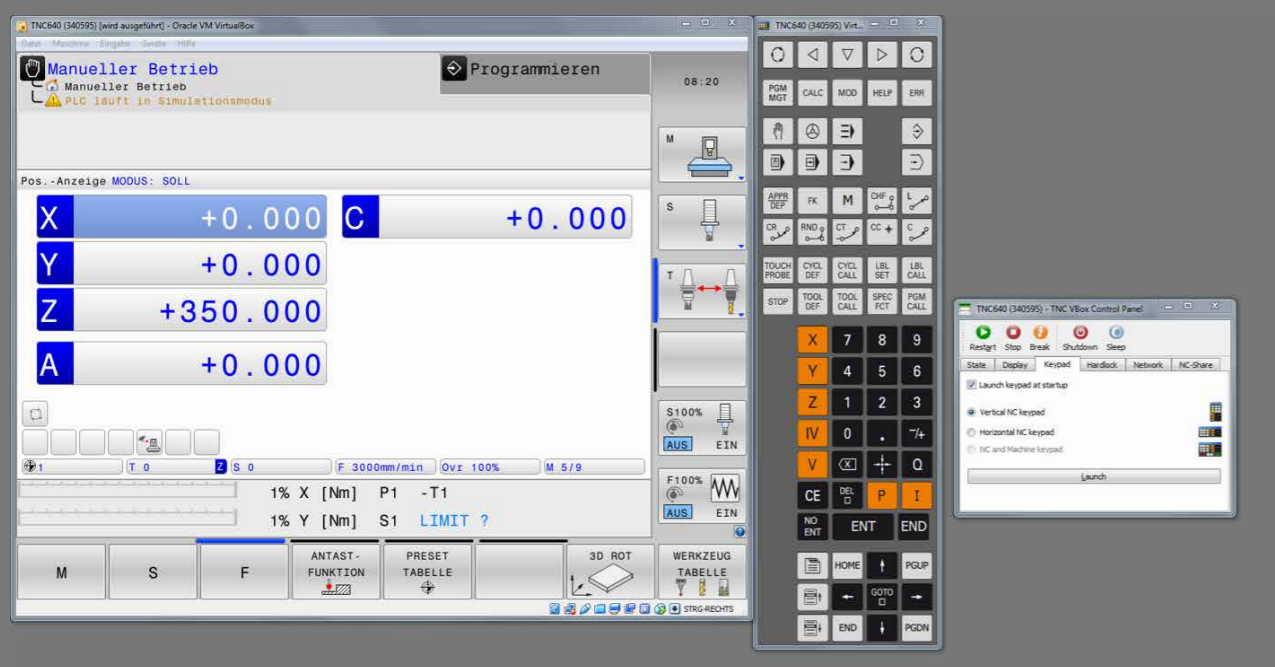 TNC640 (340595) [wird ausgeführt] - Oracle VM VirtualBox
Datei Maschine Eingabe Geräte Hilfe
Manueller Betrieb
Manueller Betrieb
PLC läuft in Simulationsmodus
Programmieren
08:20
Pos.-Anzeige MODUS: SOLL
X +0.000 C +0.000
Y +0.000
Z +350.000
A +0.000
M
S
T
S100%
AUS EIN
F100%
AUS EIN
1 T 0 Z S 0 F 3000mm/min Ovr 100% M 5/9
1% X [Nm] P1 -T1
1% Y [Nm] S1 LIMIT ?
M S F ANTAST- PRESET 3D ROT WERKZEUG
FUNKTION TABELLE TABELLE
STRG-RECHTS
TNC640 (340595) Virt...
PGM MGT CALC MOD HELP ERR
APPR DEP FK M CHF L
CR RND CT CC C
TOUCH PROBE CYCL DEF CYCL CALL LBL SET LBL CALL
STOP TOOL DEF TOOL CALL SPEC FCT PGM CALL
X 7 8 9
Y 4 5 6
Z 1 2 3
IV 0 . -/+
V X Q
CE DEL P I
NO ENT ENT END
HOME PGUP
GOTO
END PGDN
TNC640 (340595) - TNC VBox Control Panel
Restart Stop Break Shutdown Sleep
State Display Keypad Hardlock Network NC-Share
Launch keypad at startup
Vertical NC keypad
Horizontal NC keypad
NC and Machine keypad
Launch